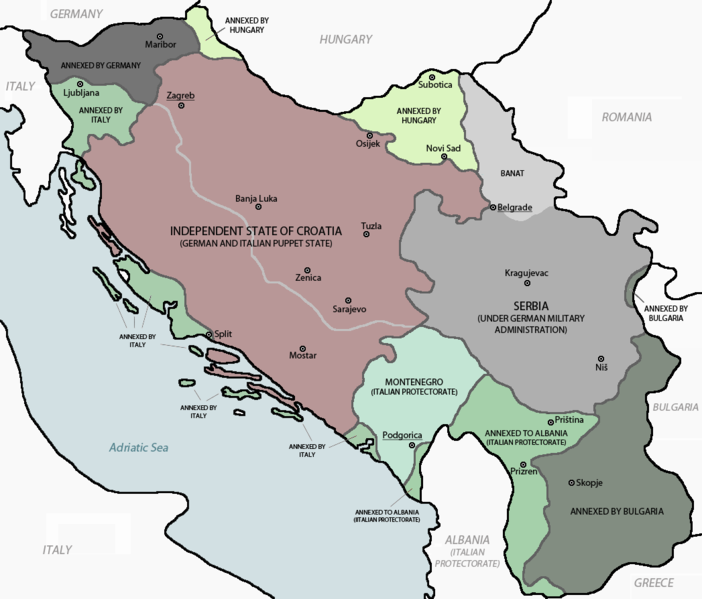 GERMANY
ANNEXED BY
HUNGARY
HUNGARY
Maribor
ANNEXED BY GERMANY
ITALY
Ljubljana
ANNEXED BY
ITALY
Zagreb
Subotica
ANNEXED BY
HUNGARY
ROMANIA
Osijek
Novi Sad
BANAT
Banja Luka
Belgrade
Tuzla
INDEPENDENT STATE OF CROATIA
(GERMAN AND ITALIAN PUPPET STATE)
Zenica
Kragujevac
Sarajevo
SERBIA
(UNDER GERMAN MILITARY
ADMINISTRATION)
ANNEXED BY
BULGARIA
Split
ANNEXED BY
ITALY
Mostar
Niš
MONTENEGRO
(ITALIAN PROTECTORATE)
ANNEXED BY
ITALY
BULGARIA
Priština
ANNEXED TO ALBANIA
(ITALIAN PROTECTORATE)
Podgorica
Adriatic Sea
ANNEXED BY
ITALY
Prizren
Skopje
ANNEXED TO ALBANIA
(ITALIAN PROTECTORATE)
ANNEXED BY BULGARIA
ITALY
ALBANIA
(ITALIAN
PROTECTORATE)
GREECE